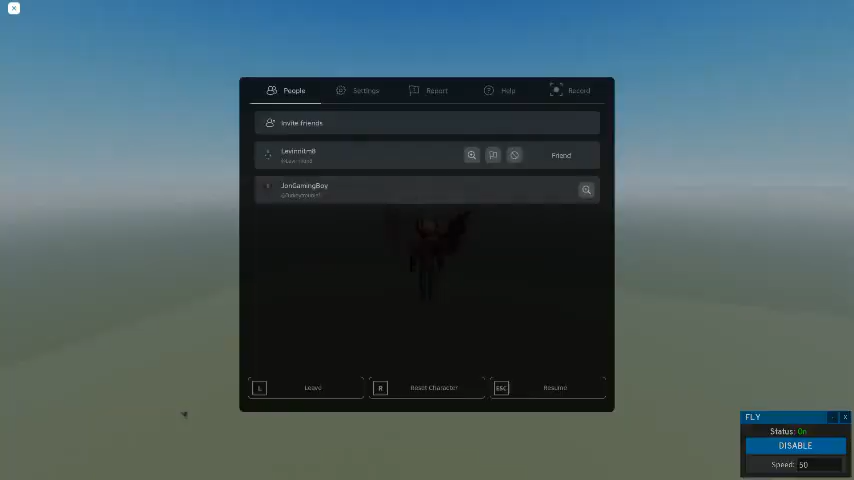 People
Settings
Report
Help
Record
Invite friends
Friend
JonGamingBoy
L
Leave
R
Reset Character
ESC
Resume
FLY
X
Status: On
DISABLE
Speed: 50